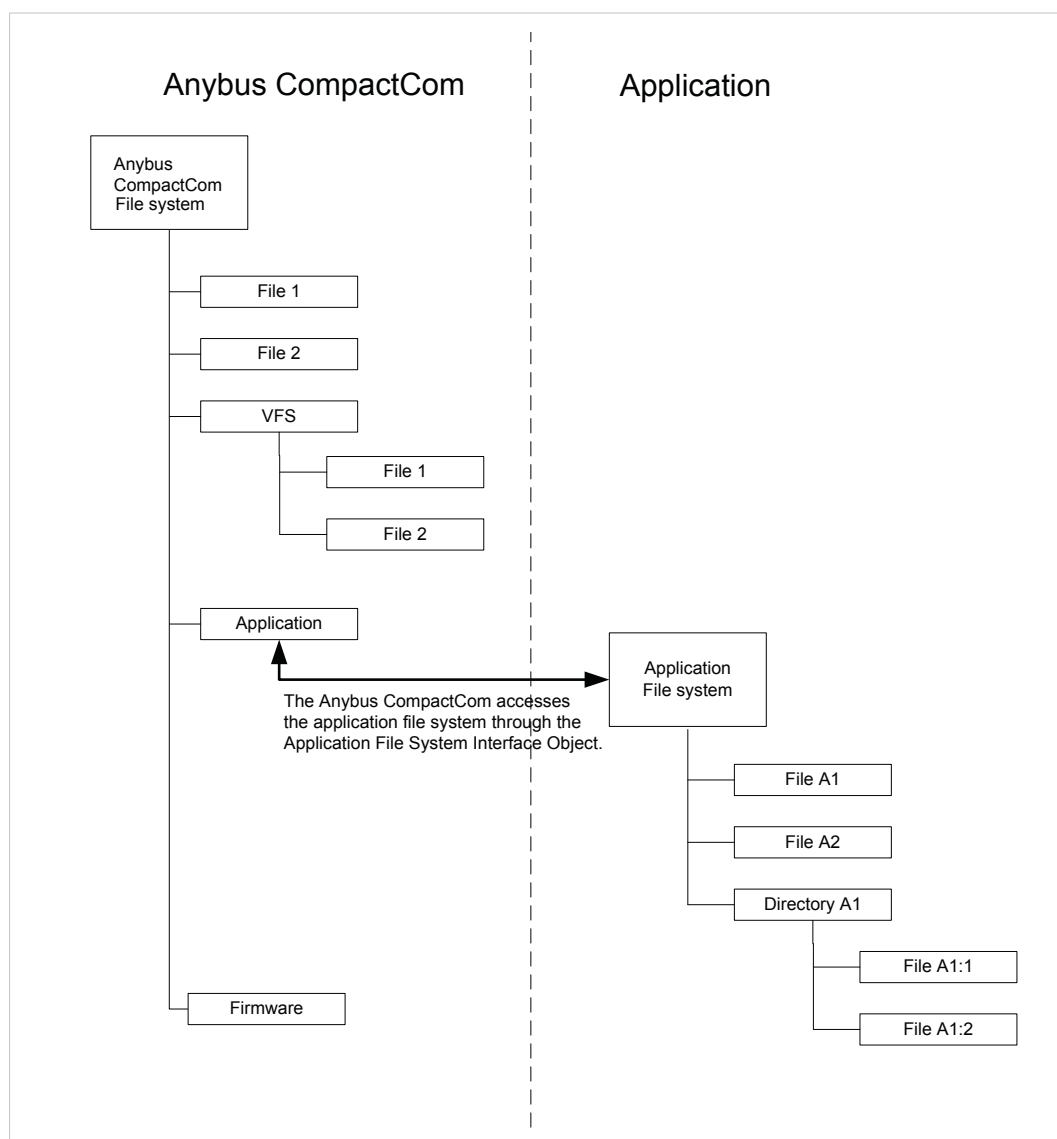 Anybus CompactCom
Application
Anybus
CompactCom
File system
File 1
File 2
VFS
File 1
File 2
Application
The Anybus CompactCom accesses
the application file system through the
Application File System Interface Object.
Application
File system
File A1
File A2
Directory A1
File A1:1
File A1:2
Firmware